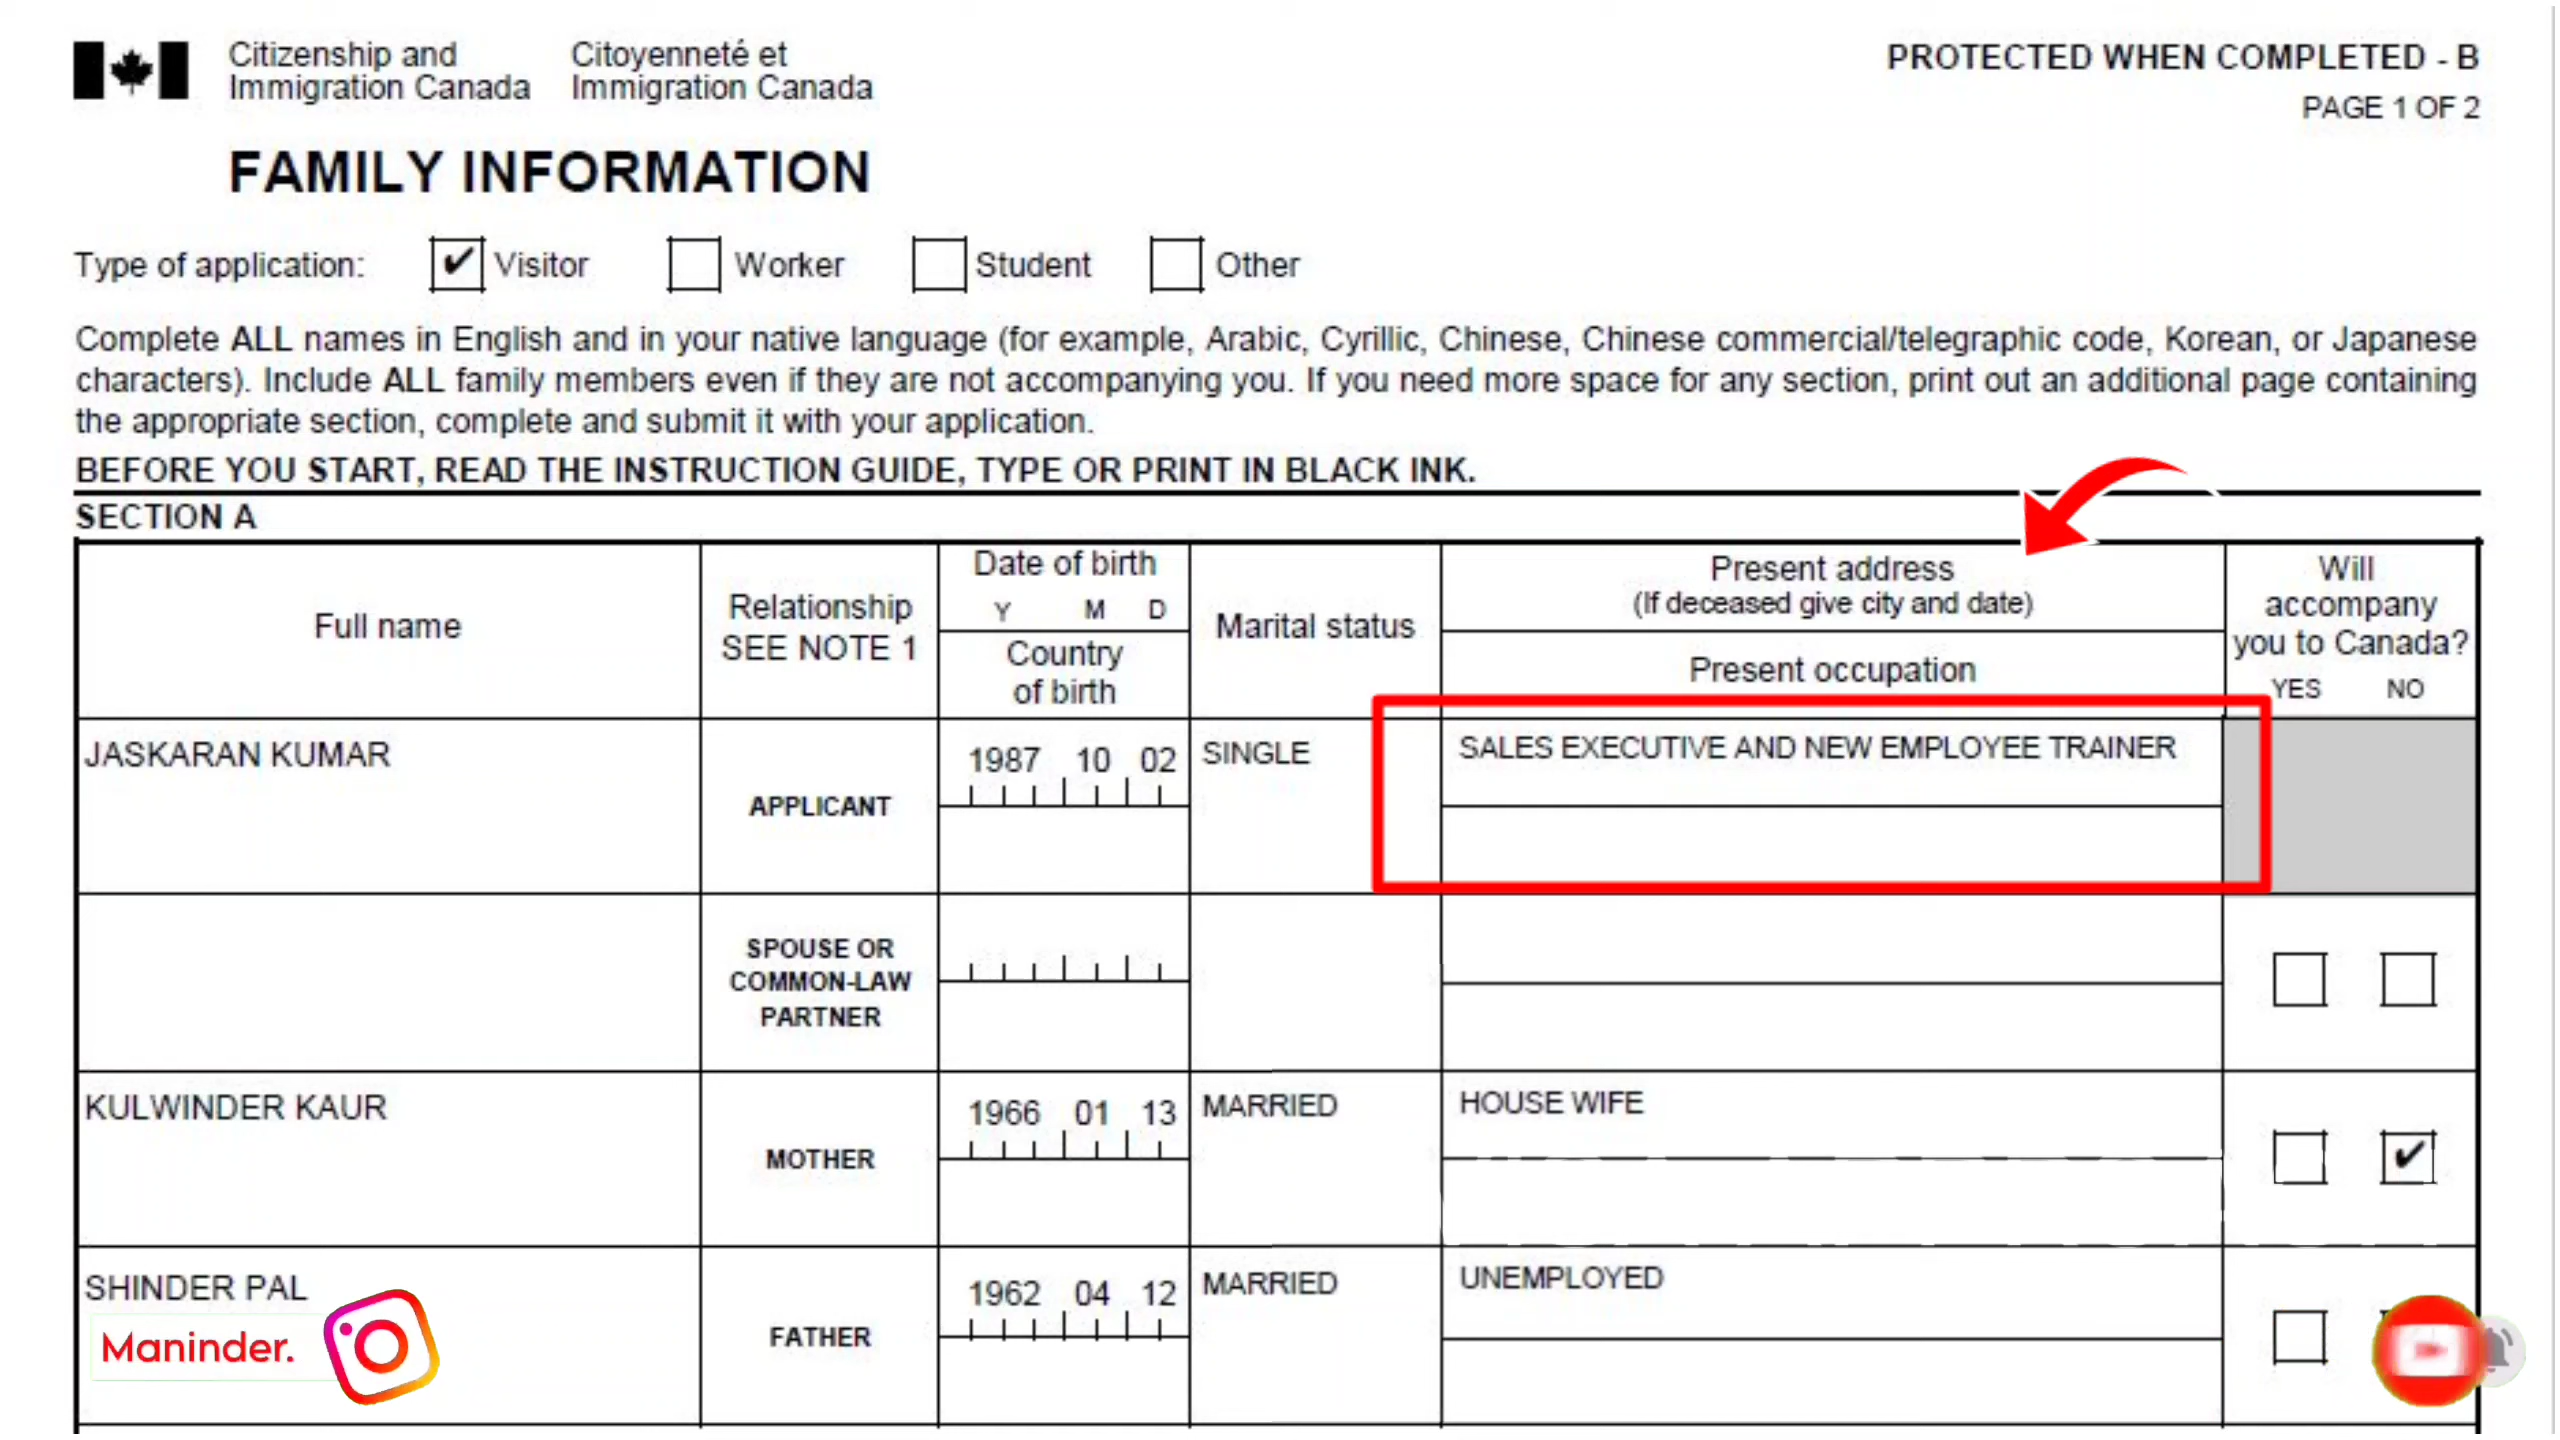 Citizenship and Citoyenneté et
Immigration Canada Immigration Canada
PROTECTED WHEN COMPLETED - B
PAGE 1 OF 2
FAMILY INFORMATION
Type of application: Visitor Worker Student Other
Complete ALL names in English and in your native language (for example, Arabic, Cyrillic, Chinese, Chinese commercial/telegraphic code, Korean, or Japanese
characters). Include ALL family members even if they are not accompanying you. If you need more space for any section, print out an additional page containing
the appropriate section, complete and submit it with your application.
BEFORE YOU START, READ THE INSTRUCTION GUIDE, TYPE OR PRINT IN BLACK INK.
SECTION A
Full name
Relationship
SEE NOTE 1
Date of birth
Y M D
Country
of birth
Marital status
Present address
(If deceased give city and date)
Present occupation
Will
accompany
you to Canada?
YES NO
JASKARAN KUMAR
APPLICANT
1987 10 02
SINGLE
SALES EXECUTIVE AND NEW EMPLOYEE TRAINER
SPOUSE OR
COMMON-LAW
PARTNER
KULWINDER KAUR
MOTHER
1966 01 13
MARRIED
HOUSE WIFE
SHINDER PAL
FATHER
1962 04 12
MARRIED
UNEMPLOYED
Maninder.